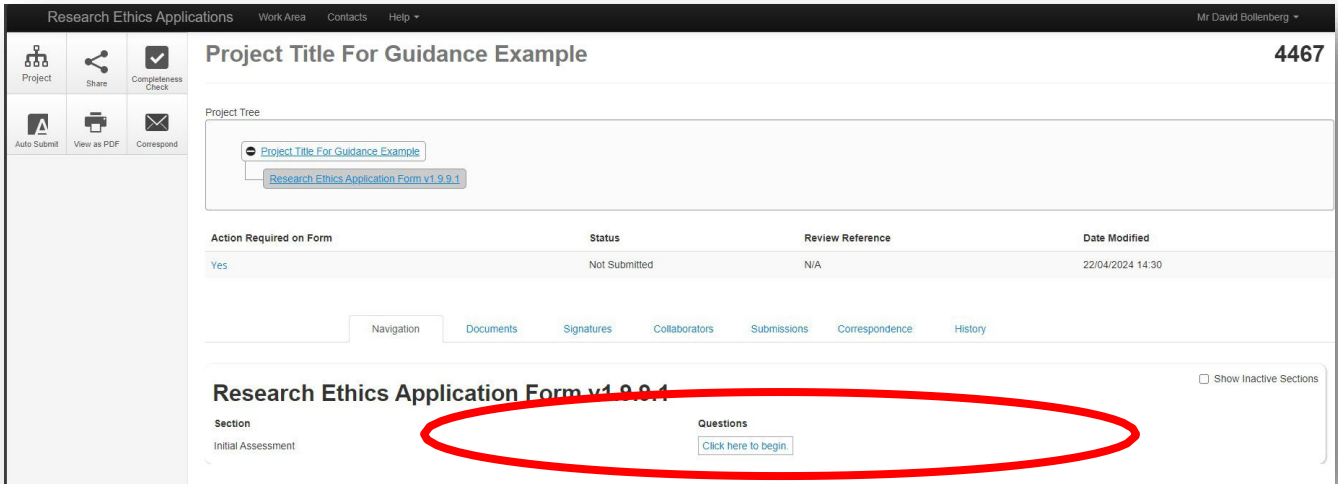 Research Ethics Applications Work Area Contacts Help Mr David Bollenberg
Project Share Completeness Check
Auto Submit View as PDF Correspond
Project Title For Guidance Example 4467
Project Tree
Project Title For Guidance Example
Research Ethics Application Form v1.9.9.1
Action Required on Form Status Review Reference Date Modified
Yes Not Submitted N/A 22/04/2024 14:30
Navigation Documents Signatures Collaborators Submissions Correspondence History
Show Inactive Sections
Research Ethics Application Form v1.9.9.1
Section Questions
Initial Assessment Click here to begin.